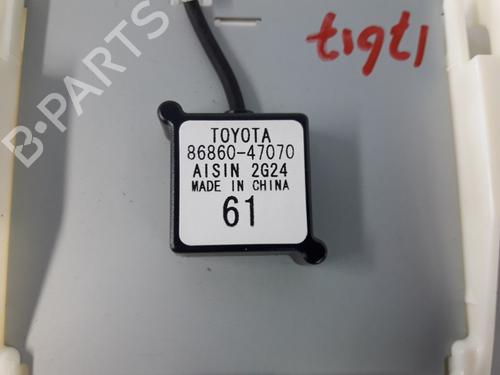 B-PARTS
TOYOTA
86860-47070
AISIN 2G24
MADE IN CHINA
61